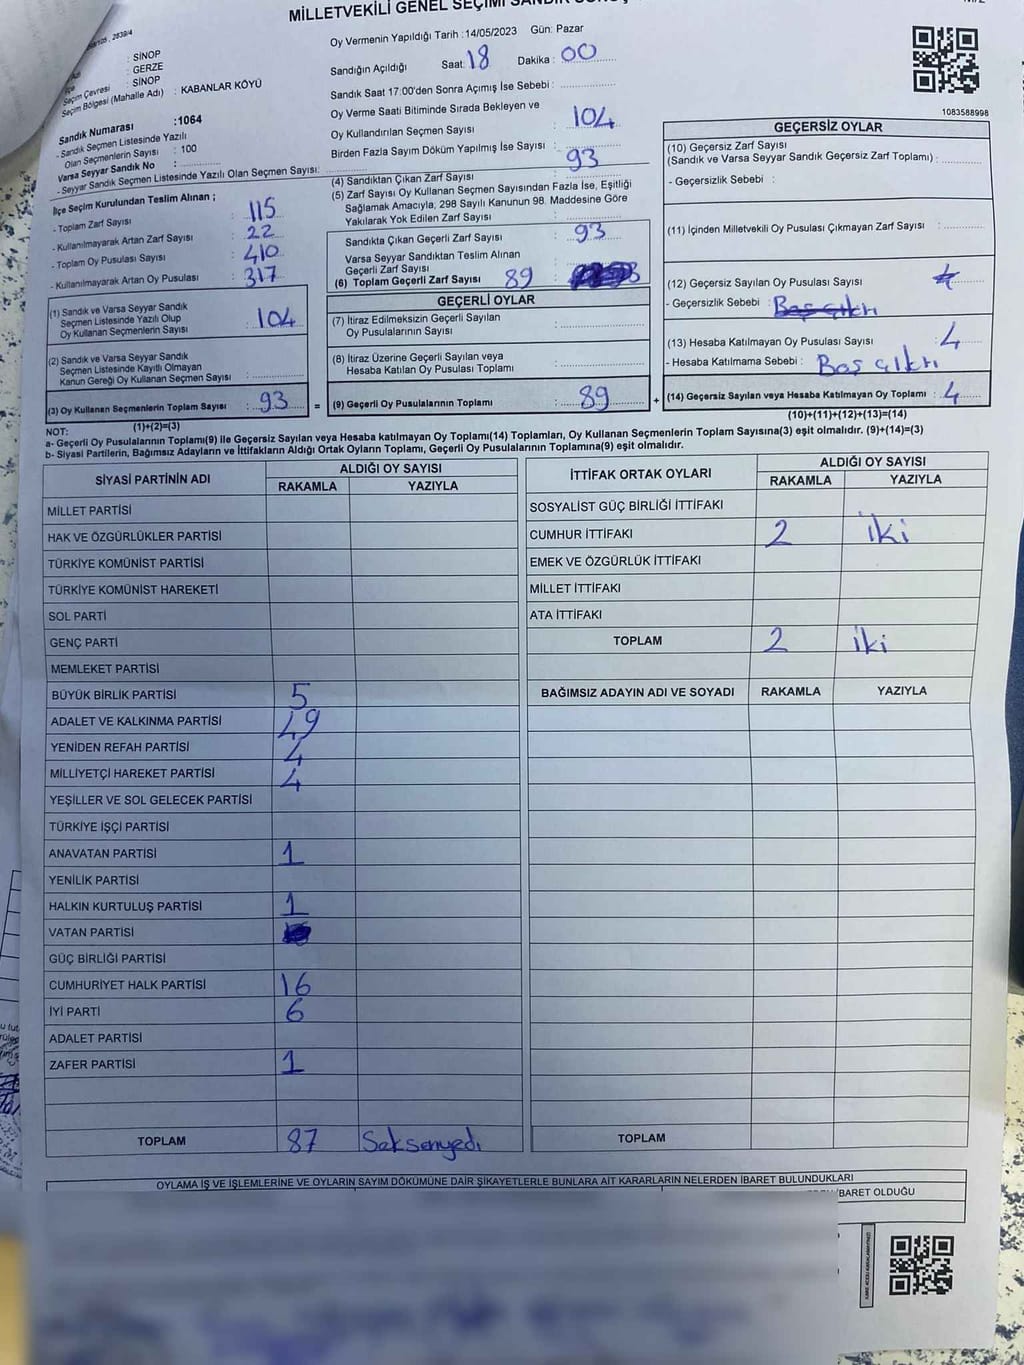 MİLLETVEKİLİ GENEL SEÇİMİ SANDIK
: SİNOP
İlçe : GERZE
Seçim Çevresi : SİNOP
Seçim Bölgesi (Mahalle Adı) : KABANLAR KÖYÜ
Sandık Numarası :1064
- Sandık Seçmen Listesinde Yazılı
Olan Seçmenlerin Sayısı : 100
Varsa Seyyar Sandık No :
- Seyyar Sandık Seçmen Listesinde Yazılı Olan Seçmen Sayısı:
İlçe Seçim Kurulundan Teslim Alınan ;
- Toplam Zarf Sayısı : 115
- Kullanılmayarak Artan Zarf Sayısı : 22
- Toplam Oy Pusulası Sayısı : 410
- Kullanılmayarak Artan Oy Pusulası : 317
(1) Sandık ve Varsa Seyyar Sandık
Seçmen Listesinde Yazılı Olup
Oy Kullanan Seçmenlerin Sayısı : 104
(2) Sandık ve Varsa Seyyar Sandık
Seçmen Listesinde Kayıtlı Olmayan
Kanun Gereği Oy Kullanan Seçmen Sayısı :
(3) Oy Kullanan Seçmenlerin Toplam Sayısı : 93 =
(1)+(2)=(3)
Oy Vermenin Yapıldığı Tarih :14/05/2023 Gün: Pazar
Sandığın Açıldığı Saat: 18 Dakika : 00
Sandık Saat 17:00'den Sonra Açımış İse Sebebi :
Oy Verme Saati Bitiminde Sırada Bekleyen ve
Oy Kullandırılan Seçmen Sayısı : 104
Birden Fazla Sayım Döküm Yapılmış İse Sayısı :
(4) Sandıktan Çıkan Zarf Sayısı : 93
(5) Zarf Sayısı Oy Kullanan Seçmen Sayısından Fazla İse, Eşitliği
Sağlamak Amacıyla, 298 Sayılı Kanunun 98. Maddesine Göre
Yakılarak Yok Edilen Zarf Sayısı :
Sandıkta Çıkan Geçerli Zarf Sayısı : 93
Varsa Seyyar Sandıktan Teslim Alınan
Geçerli Zarf Sayısı :
(6) Toplam Geçerli Zarf Sayısı : 89
GEÇERLİ OYLAR
(7) İtiraz Edilmeksizin Geçerli Sayılan
Oy Pusulalarının Sayısı :
(8) İtiraz Üzerine Geçerli Sayılan veya
Hesaba Katılan Oy Pusulası Toplamı :
(9) Geçerli Oy Pusulalarının Toplamı : 89 +
1083588998
GEÇERSİZ OYLAR
(10) Geçersiz Zarf Sayısı
(Sandık ve Varsa Seyyar Sandık Geçersiz Zarf Toplamı) :
- Geçersizlik Sebebi :
(11) İçinden Milletvekili Oy Pusulası Çıkmayan Zarf Sayısı :
(12) Geçersiz Sayılan Oy Pusulası Sayısı : 4
- Geçersizlik Sebebi : Boş çıktı
(13) Hesaba Katılmayan Oy Pusulası Sayısı : 4
- Hesaba Katılmama Sebebi : Boş çıktı
(14) Geçersiz Sayılan veya Hesaba Katılmayan Oy Toplamı : 4
(10)+(11)+(12)+(13)=(14)
NOT:
a- Geçerli Oy Pusulalarının Toplamı(9) ile Geçersiz Sayılan veya Hesaba katılmayan Oy Toplamı(14) Toplamları, Oy Kullanan Seçmenlerin Toplam Sayısına(3) eşit olmalıdır. (9)+(14)=(3)
b- Siyasi Partilerin, Bağımsız Adayların ve İttifakların Aldığı Ortak Oyların Toplamı, Geçerli Oy Pusulalarının Toplamına(9) eşit olmalıdır.
SİYASİ PARTİNİN ADI ALDIĞI OY SAYISI
RAKAMLA YAZIYLA
MİLLET PARTİSİ
HAK VE ÖZGÜRLÜKLER PARTİSİ
TÜRKİYE KOMÜNİST PARTİSİ
TÜRKİYE KOMÜNİST HAREKETİ
SOL PARTİ
GENÇ PARTİ
MEMLEKET PARTİSİ
BÜYÜK BİRLİK PARTİSİ 5
ADALET VE KALKINMA PARTİSİ 49
YENİDEN REFAH PARTİSİ 4
MİLLİYETÇİ HAREKET PARTİSİ 4
YEŞİLLER VE SOL GELECEK PARTİSİ
TÜRKİYE İŞÇİ PARTİSİ
ANAVATAN PARTİSİ 1
YENİLİK PARTİSİ
HALKIN KURTULUŞ PARTİSİ 1
VATAN PARTİSİ
GÜÇ BİRLİĞİ PARTİSİ
CUMHURİYET HALK PARTİSİ 16
İYİ PARTİ 6
ADALET PARTİSİ
ZAFER PARTİSİ 1
TOPLAM 87 Seksenyedi
İTTİFAK ORTAK OYLARI ALDIĞI OY SAYISI
RAKAMLA YAZIYLA
SOSYALİST GÜÇ BİRLİĞİ İTTİFAKI
CUMHUR İTTİFAKI 2 iki
EMEK VE ÖZGÜRLÜK İTTİFAKI
MİLLET İTTİFAKI
ATA İTTİFAKI
TOPLAM 2 iki
BAĞIMSIZ ADAYIN ADI VE SOYADI RAKAMLA YAZIYLA
TOPLAM
OYLAMA İŞ VE İŞLEMLERİNE VE OYLARIN SAYIM DÖKÜMÜNE DAİR ŞİKAYETLERLE BUNLARA AİT KARARLARIN NELERDEN İBARET BULUNDUKLARI
İBARET OLDUĞU